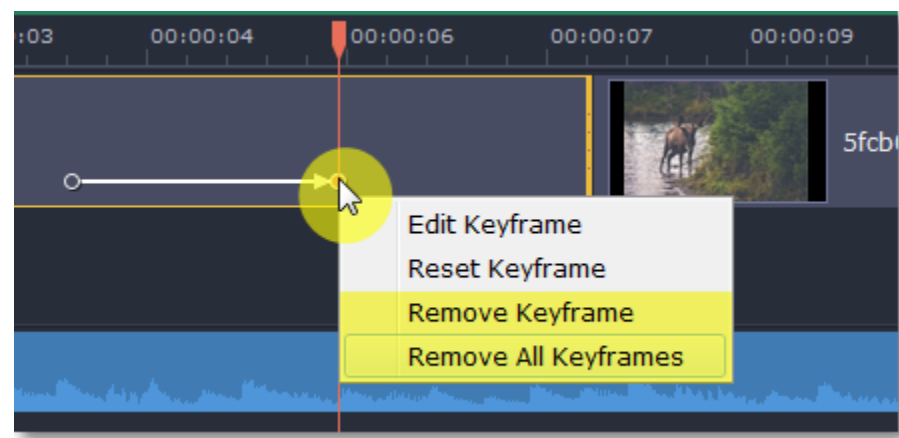 :03 00:00:04 00:00:06 00:00:07 00:00:09
5fcb
Edit Keyframe
Reset Keyframe
Remove Keyframe
Remove All Keyframes